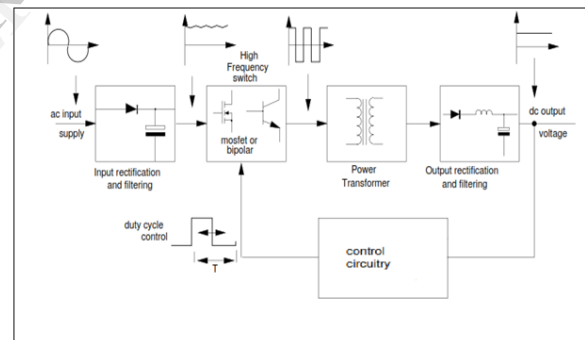 High
Frequency
switch
ac input
supply
mosfet or
bipolar
dc output
voltage
Input rectification
and filtering
Power
Transformer
Output rectification
and filtering
duty cycle
control
T
control
circuitry